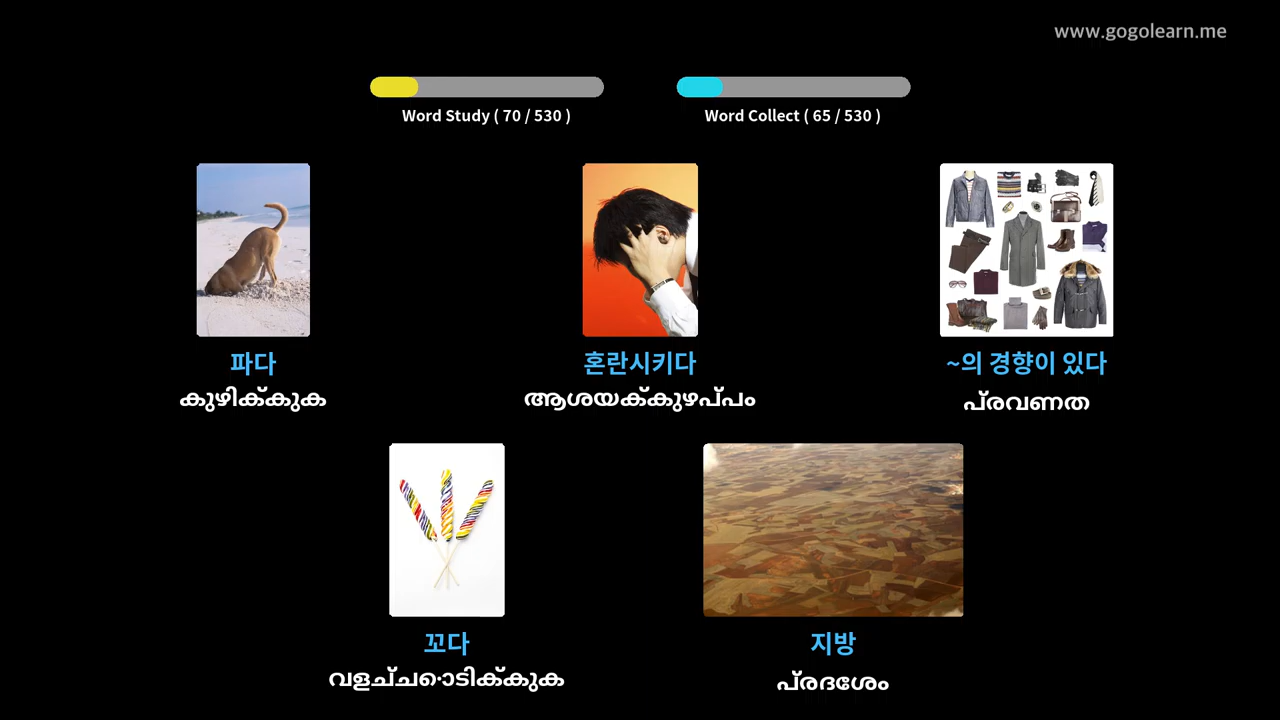 www.gogolearn.me
Word Study ( 70 / 530 )
Word Collect ( 65 / 530 )
파다
혼란시키다
~의 경향이 있다
കുഴിക്കുക
ആശയക്കുഴപ്പം
പ്രവണത
꼬다
지방
വളച്ചൊടിക്കുക
പ്രദേശം